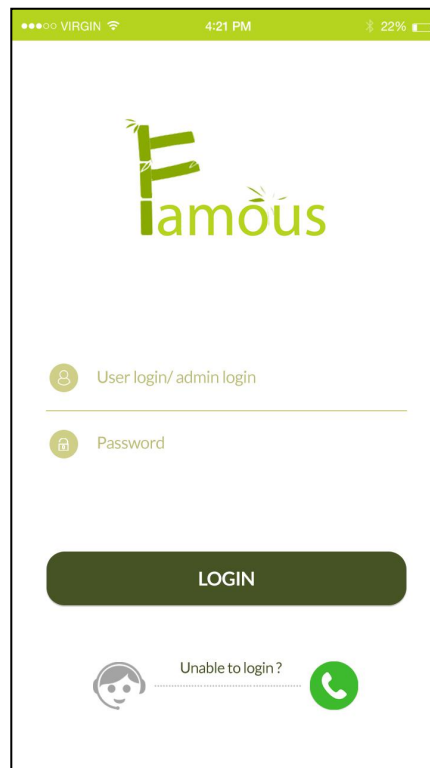 VIRGIN 4:21 PM 22%
Famous
User login/ admin login
Password
LOGIN
Unable to login ?